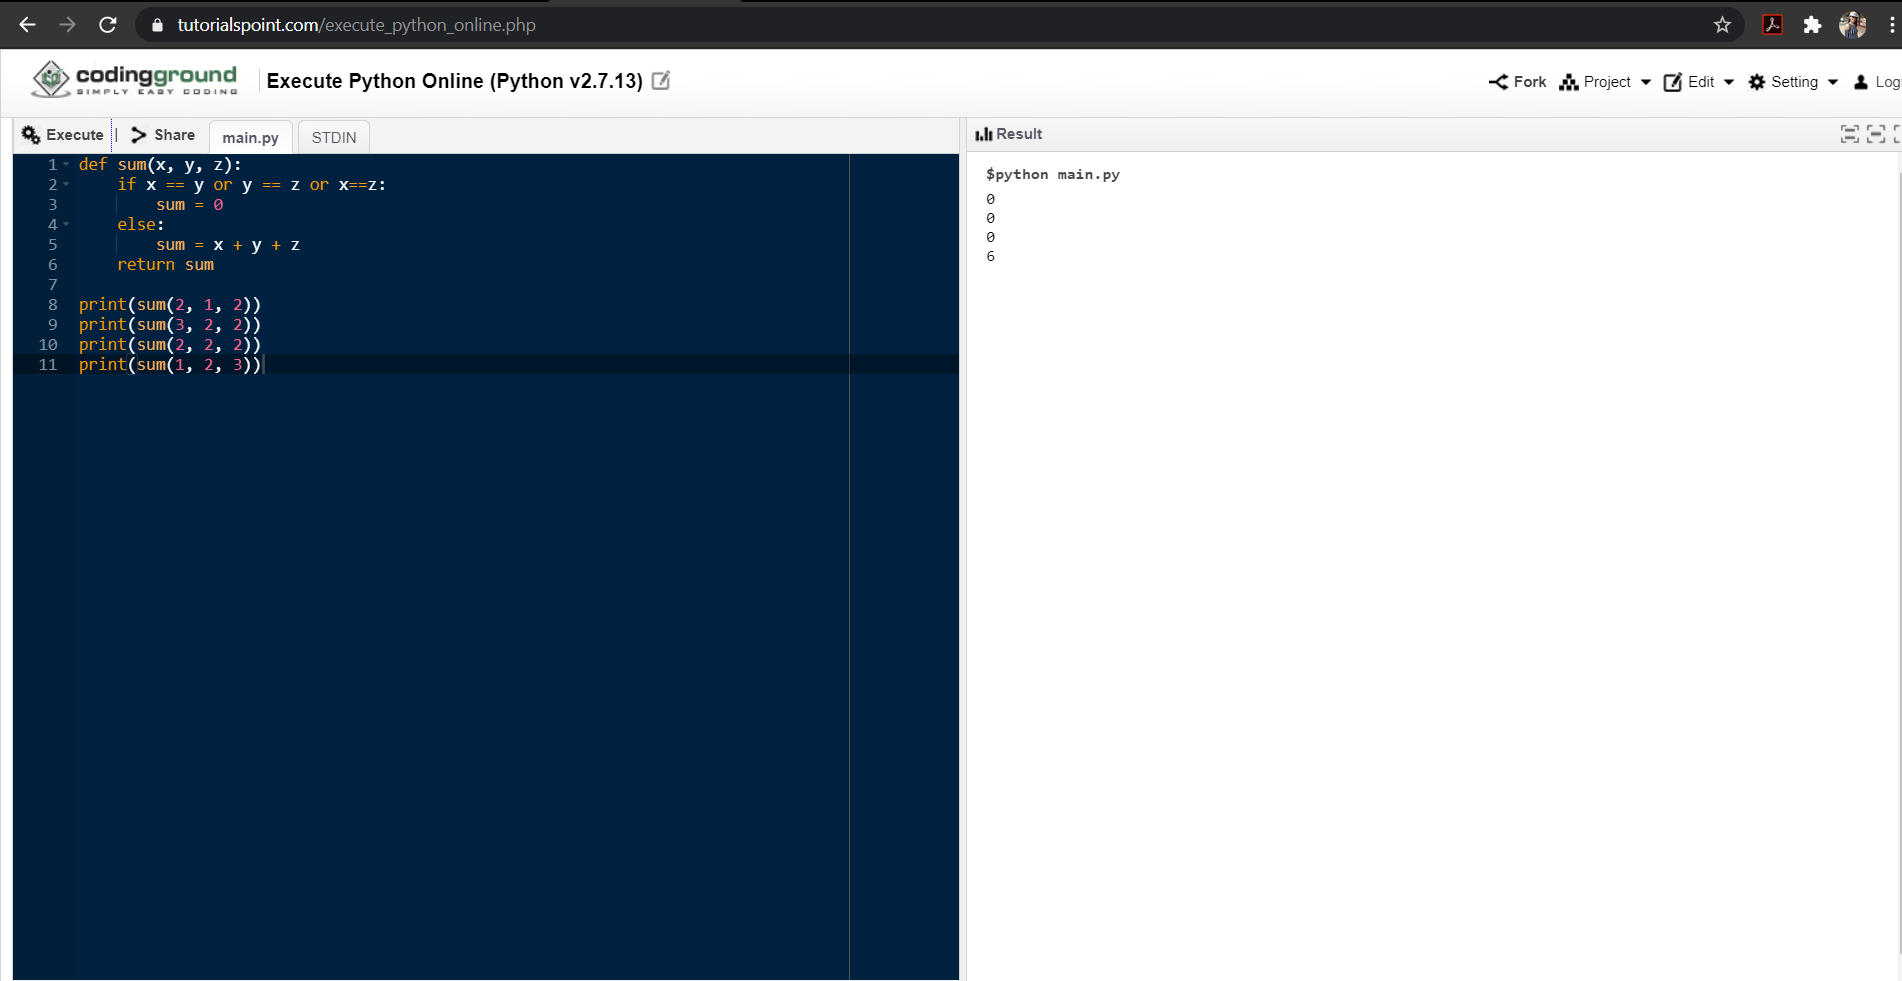 tutorialspoint.com/execute_python_online.php
codingground
SIMPLY EASY CODING
Execute Python Online (Python v2.7.13)
Fork Project Edit Setting
Execute | Share main.py STDIN
1 def sum(x, y, z):
2 if x == y or y == z or x==z:
3 sum = 0
4 else:
5 sum = x + y + z
6 return sum
7
8 print(sum(2, 1, 2))
9 print(sum(3, 2, 2))
10 print(sum(2, 2, 2))
11 print(sum(1, 2, 3))
Result
$python main.py
0
0
0
6